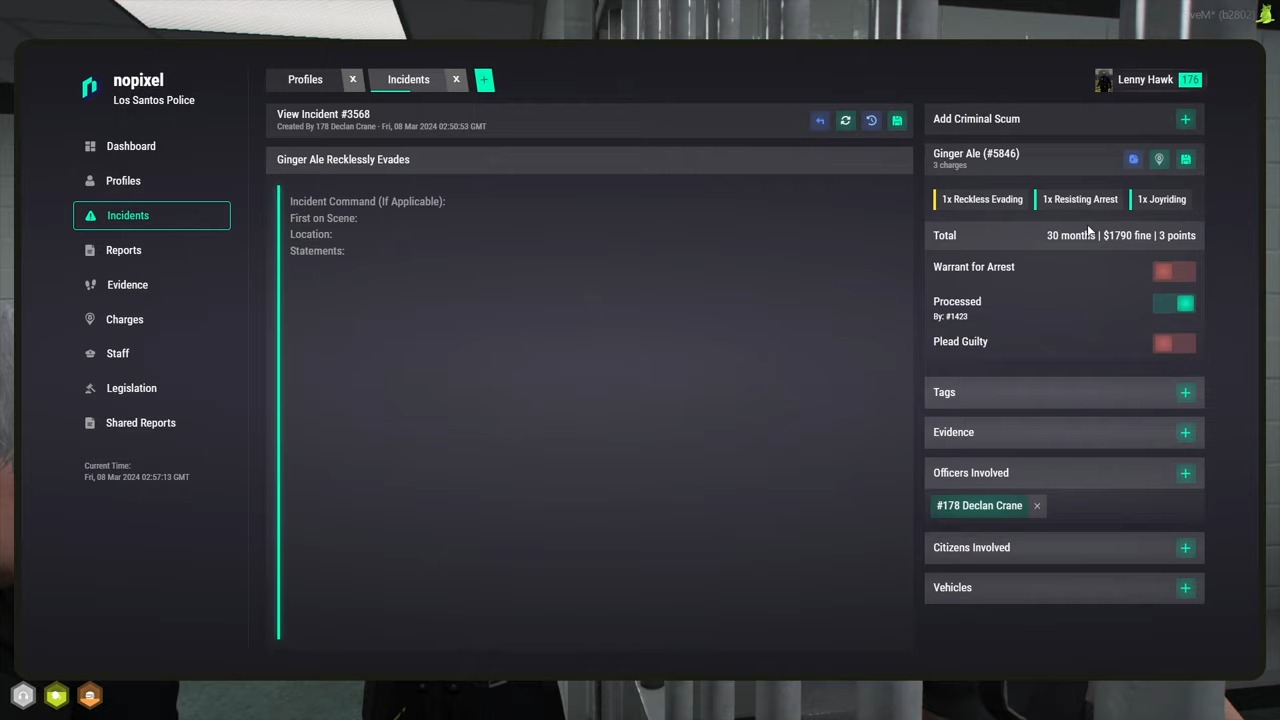 veM* (b2802)
nopixel
Los Santos Police
Profiles x Incidents x +
Lenny Hawk 176
View Incident #3568
Created By 178 Declan Crane - Fri, 08 Mar 2024 02:50:53 GMT
Add Criminal Scum +
Ginger Ale Recklessly Evades
Ginger Ale (#5846)
3 charges
Dashboard
Profiles
Incidents
Reports
Evidence
Charges
Staff
Legislation
Shared Reports
Current Time:
Fri, 08 Mar 2024 02:57:13 GMT
Incident Command (If Applicable):
First on Scene:
Location:
Statements:
1x Reckless Evading 1x Resisting Arrest 1x Joyriding
Total 30 months | $1790 fine | 3 points
Warrant for Arrest
Processed
By: #1423
Plead Guilty
Tags +
Evidence +
Officers Involved +
#178 Declan Crane ×
Citizens Involved +
Vehicles +